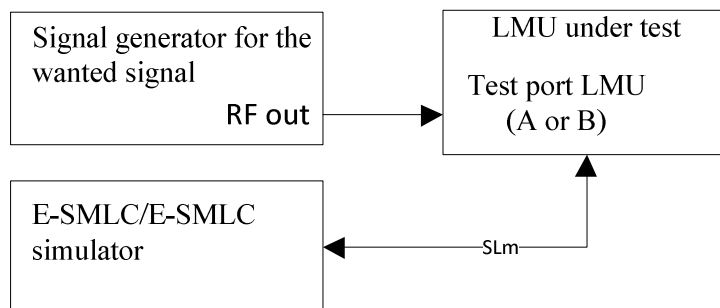 Signal generator for the
wanted signal
RF out
LMU under test
Test port LMU
(A or B)
E-SMLC/E-SMLC
simulator
SLm